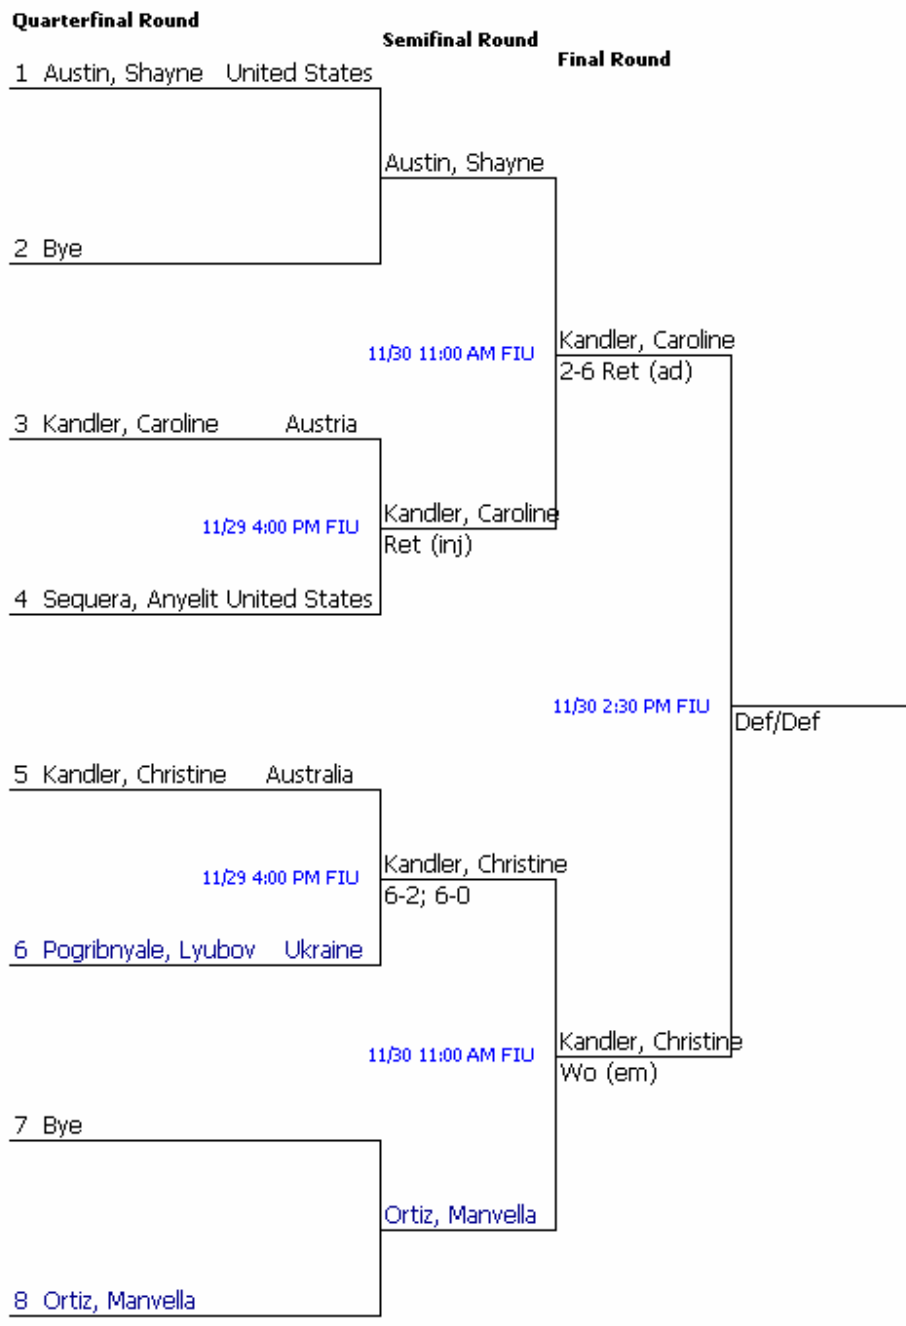 Quarterfinal Round
Semifinal Round
Final Round
1 Austin, Shayne United States
Austin, Shayne
2 Bye
Kandler, Caroline
11/30 11:00 AM FIU
2-6 Ret (ad)
3 Kandler, Caroline Austria
Kandler, Caroline
11/29 4:00 PM FIU
Ret (inj)
4 Sequera, Anyelit United States
11/30 2:30 PM FIU
Def/Def
5 Kandler, Christine Australia
Kandler, Christine
11/29 4:00 PM FIU
6-2; 6-0
6 Pogribnyale, Lyubov Ukraine
Kandler, Christine
11/30 11:00 AM FIU
Wo (em)
7 Bye
Ortiz, Manvella
8 Ortiz, Manvella